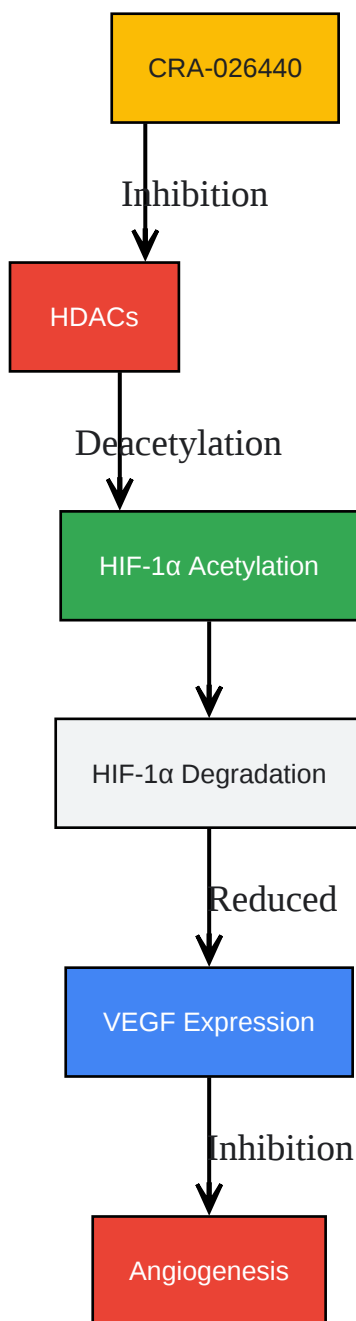 CRA-026440
Inhibition
HDACs
Deacetylation
HIF-1α Acetylation
HIF-1α Degradation
Reduced
VEGF Expression
Inhibition
Angiogenesis